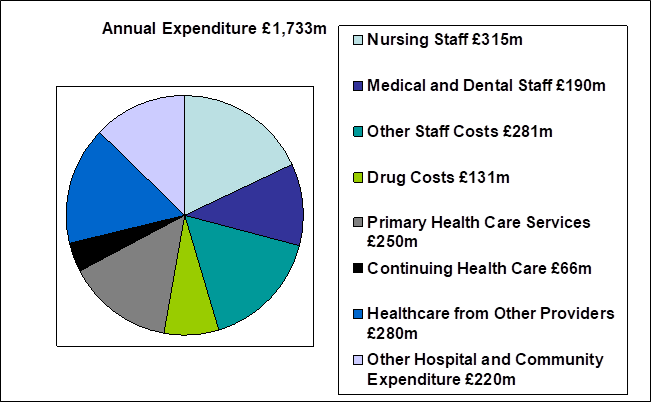 Annual Expenditure £1,733m
Nursing Staff £315m
Medical and Dental Staff £190m
Other Staff Costs £281m
Drug Costs £131m
Primary Health Care Services
£250m
Continuing Health Care £66m
Healthcare from Other Providers
£280m
Other Hospital and Community
Expenditure £220m